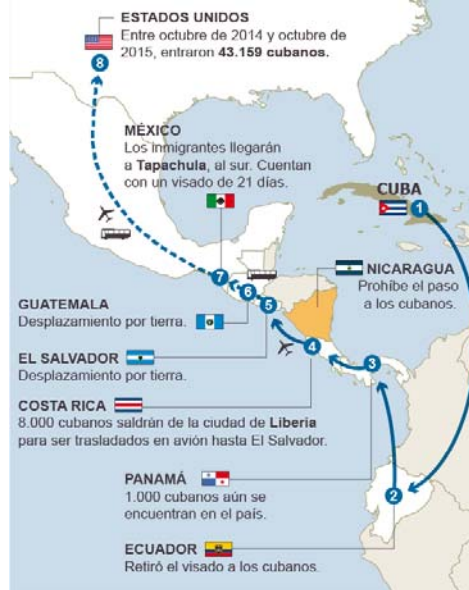 ESTADOS UNIDOS
Entre octubre de 2014 y octubre de
2015, entraron 43.159 cubanos.
8
MÉXICO
Los inmigrantes llegarán
a Tapachula, al sur. Cuentan
con un visado de 21 días.
CUBA
1
7
NICARAGUA
Prohíbe el paso
a los cubanos.
GUATEMALA
Desplazamiento por tierra.
6
5
EL SALVADOR
Desplazamiento por tierra.
4
3
COSTA RICA
8.000 cubanos saldrán de la ciudad de Liberia
para ser trasladados en avión hasta El Salvador.
PANAMÁ
1.000 cubanos aún se
encuentran en el país.
2
ECUADOR
Retiró el visado a los cubanos.